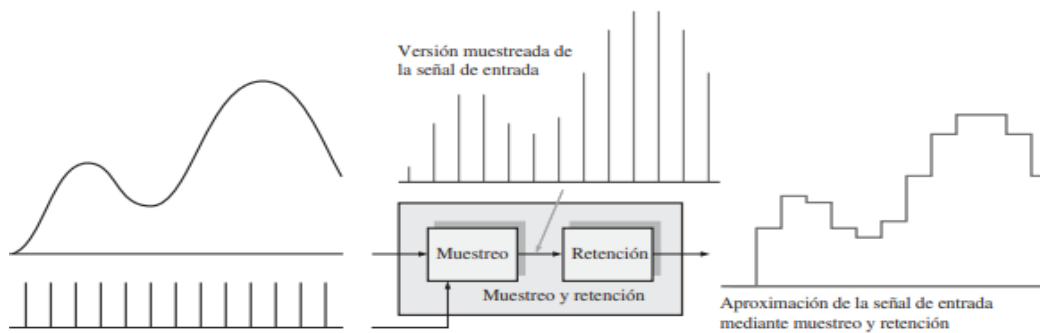 Versión muestreada de
la señal de entrada
Muestreo
Retención
Muestreo y retención
Aproximación de la señal de entrada
mediante muestreo y retención